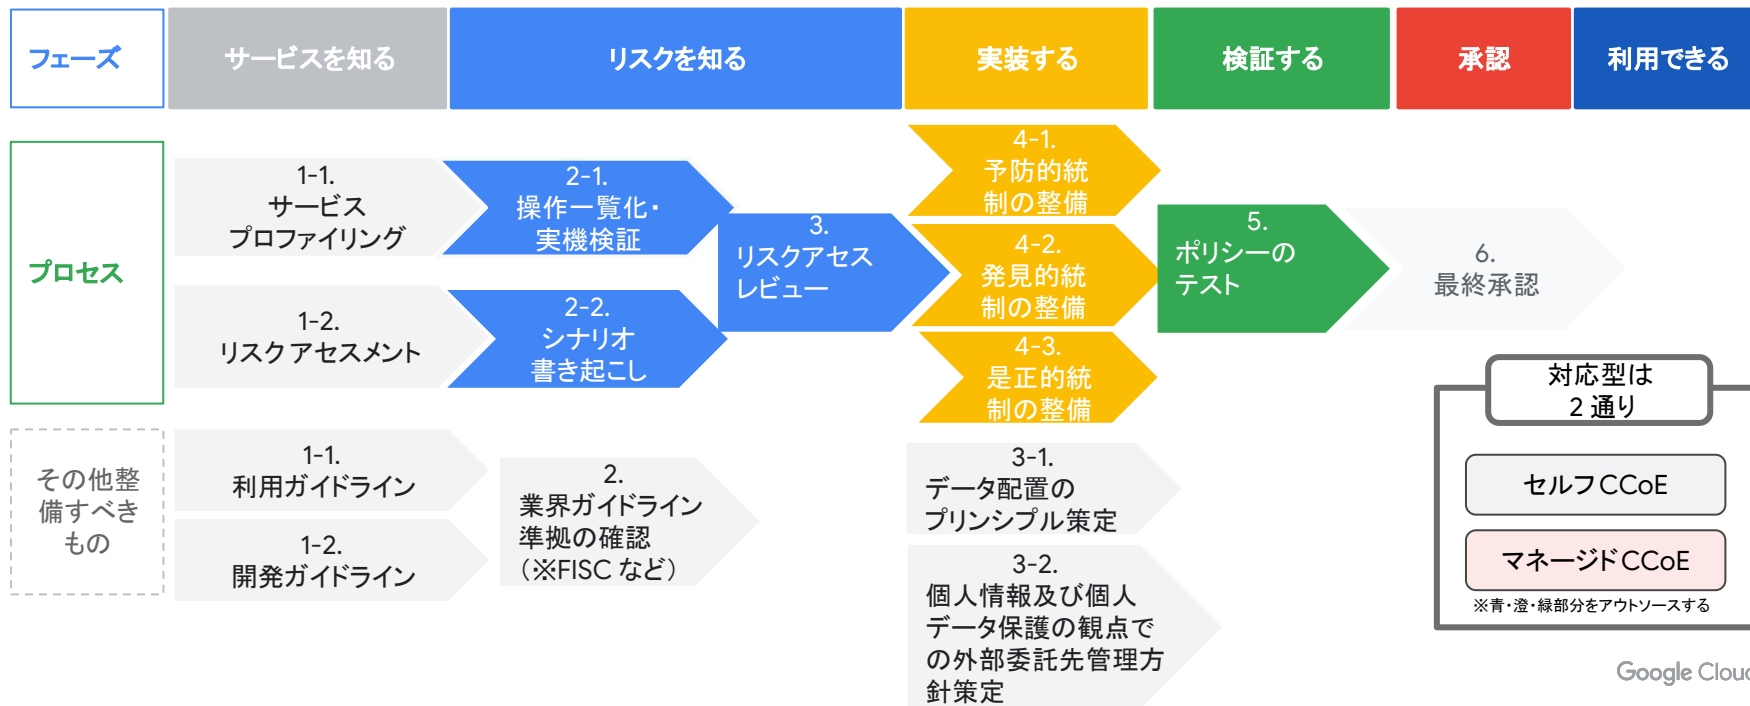 フェーズ
サービスを知る
リスクを知る
実装する
検証する
承認
利用できる
プロセス
1-1.
サービス
プロファイリング
1-2.
リスク アセスメント
2-1.
操作一覧化・
実機検証
2-2.
シナリオ
書き起こし
3.
リスクアセス
レビュー
4-1.
予防的統
制の整備
4-2.
発見的統
制の整備
4-3.
是正的統
制の整備
5.
ポリシーの
テスト
6.
最終承認
その他整
備すべき
もの
1-1.
利用ガイドライン
1-2.
開発ガイドライン
2.
業界ガイドライン
準拠の確認
(※FISC など)
3-1.
データ配置の
プリンシプル策定
3-2.
個人情報及び個人
データ保護の観点で
の外部委託先管理方
針策定
対応型は
2 通り
セルフ CCoE
マネージド CCoE
※青・澄・緑部分をアウトソースする
Google Cloud